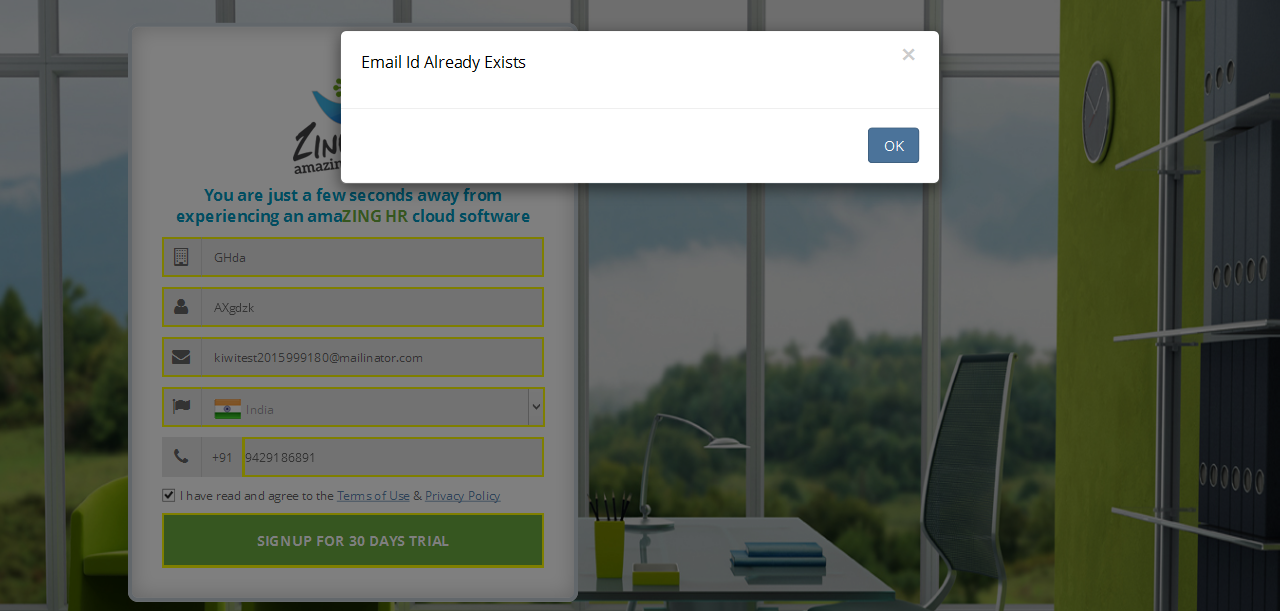 Email Id Already Exists
×
OK
You are just a few seconds away from
experiencing an amaZING HR cloud software
GHda
AXgdzk
kiwitest2015999180@mailinator.com
India
+91 9429186891
I have read and agree to the Terms of Use & Privacy Policy
SIGNUP FOR 30 DAYS TRIAL